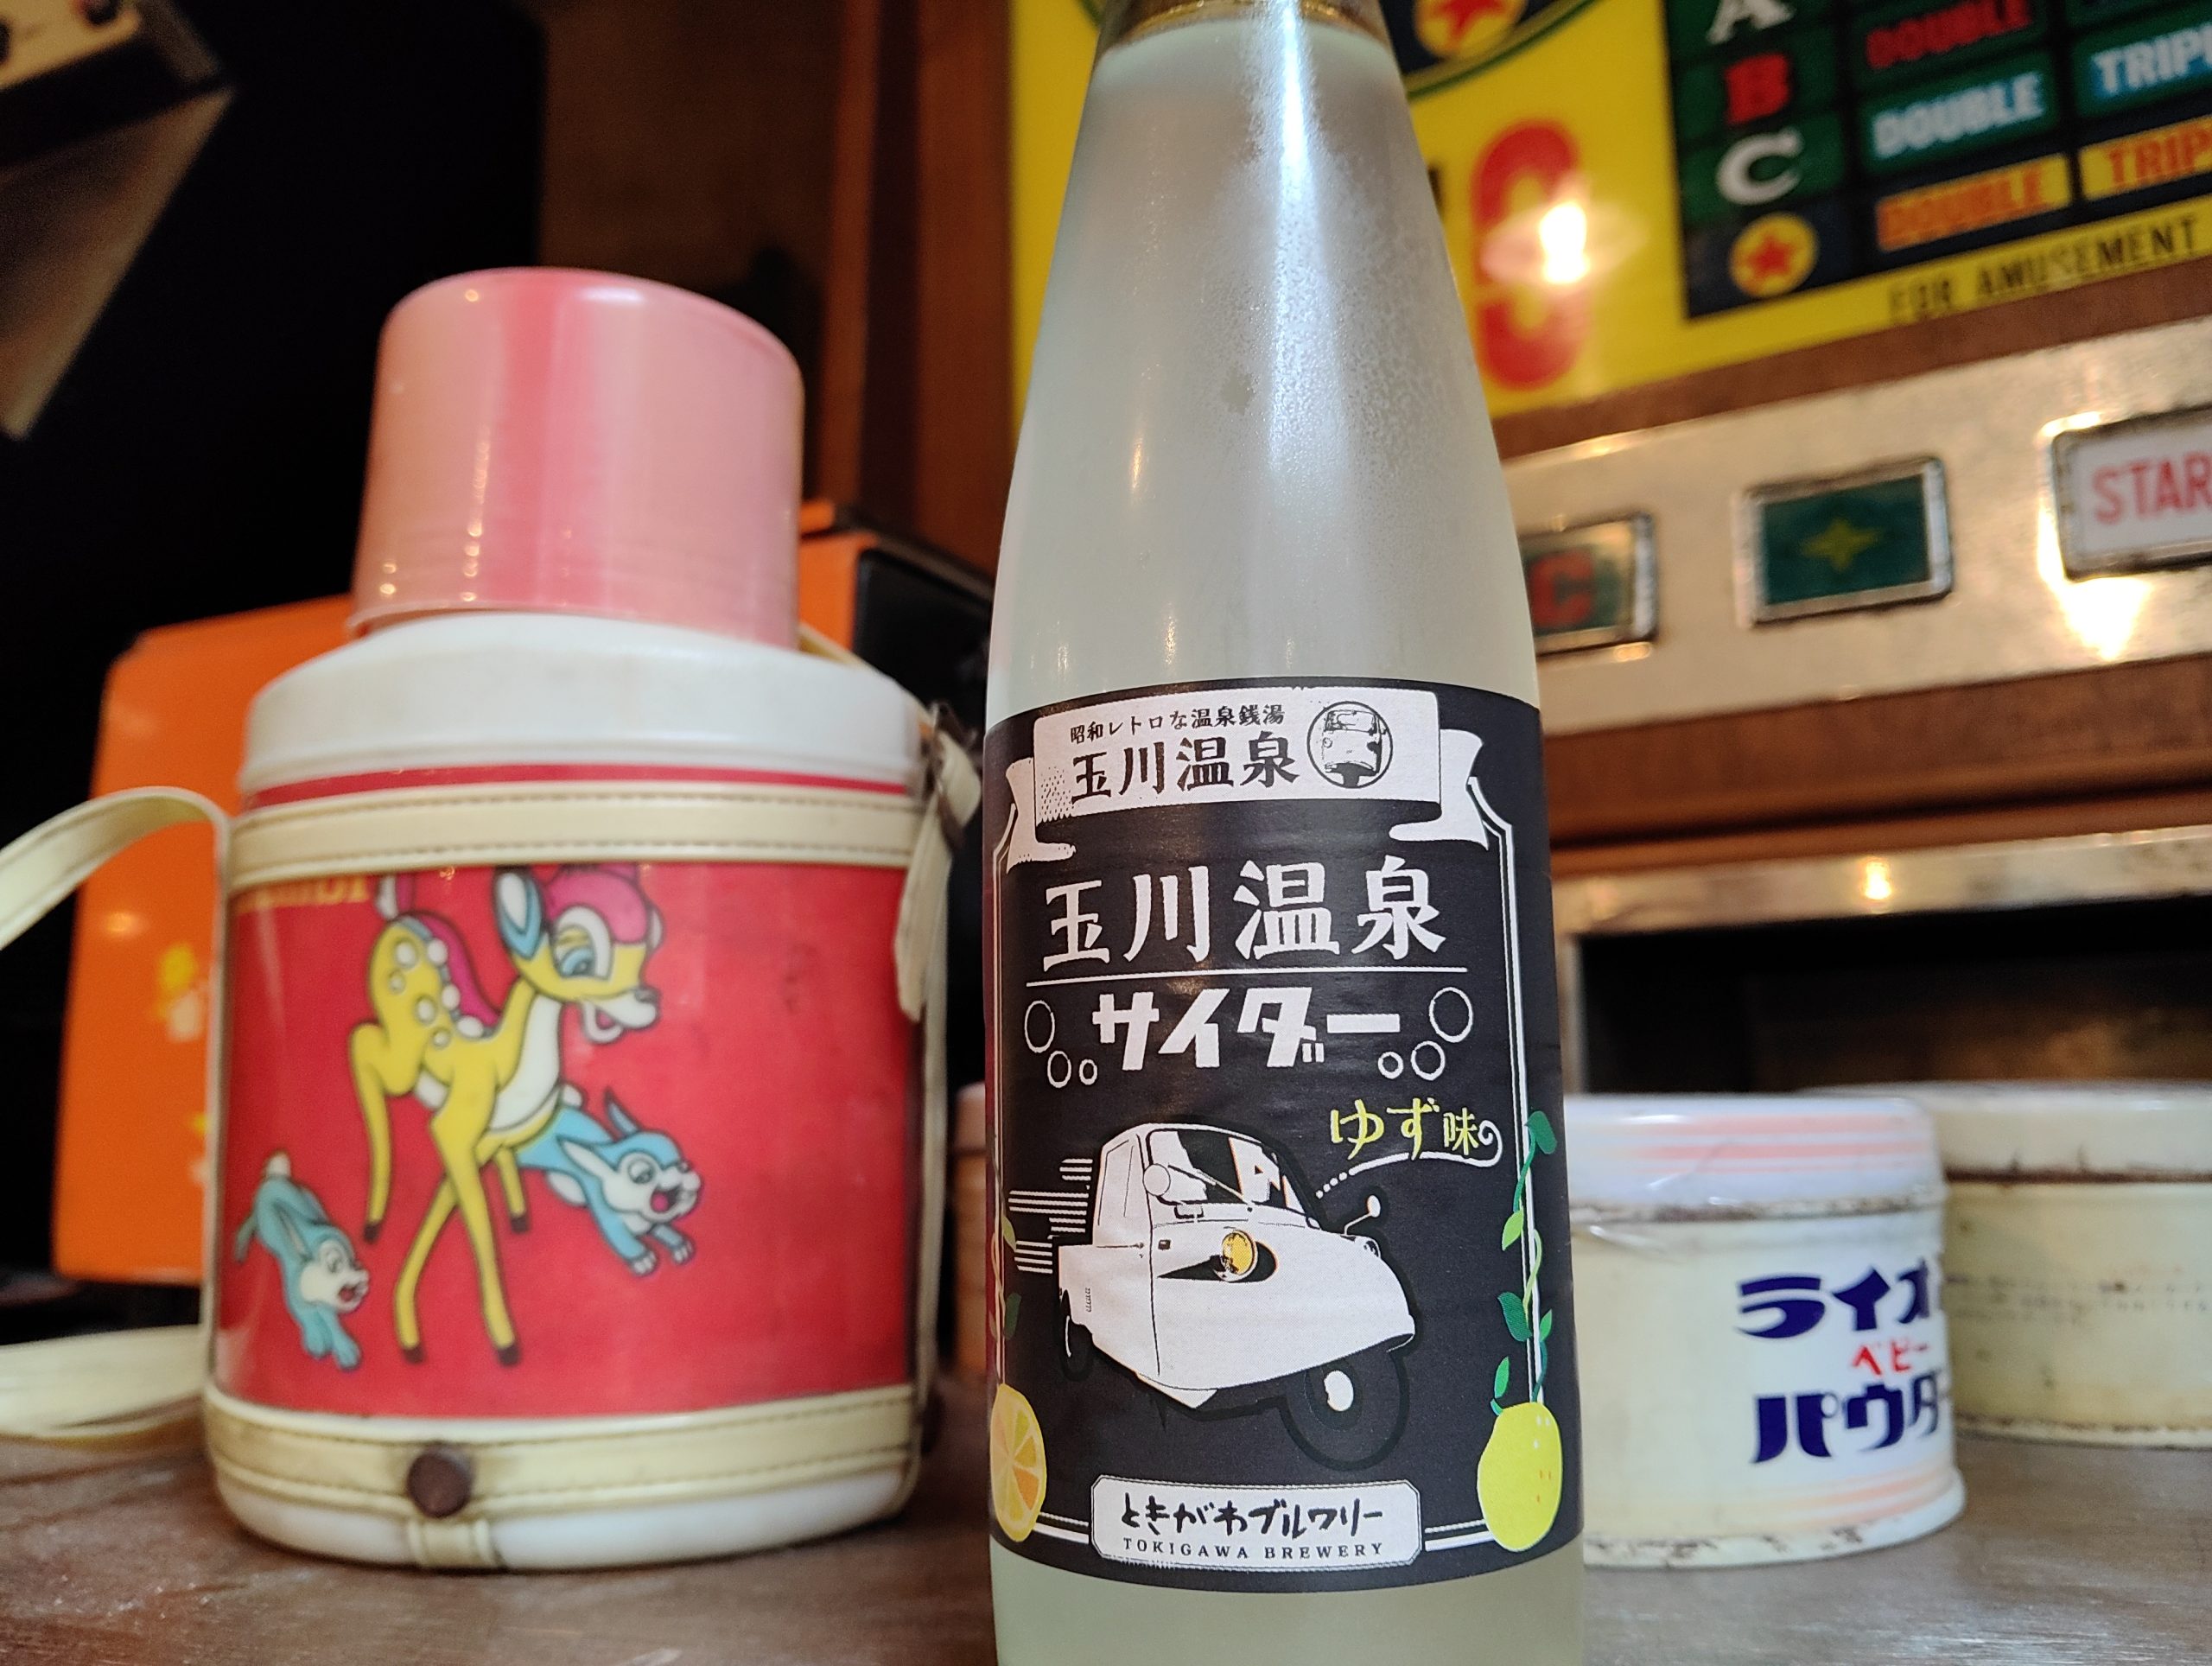 昭和レトロな温泉銭湯
玉川温泉
玉川温泉
サイダー
ゆず味
ときがわブルワリー
TOKIGAWA BREWERY
A DOUBLE
B DOUBLE
C DOUBLE
FOR AMUSEMENT
C
ベビー